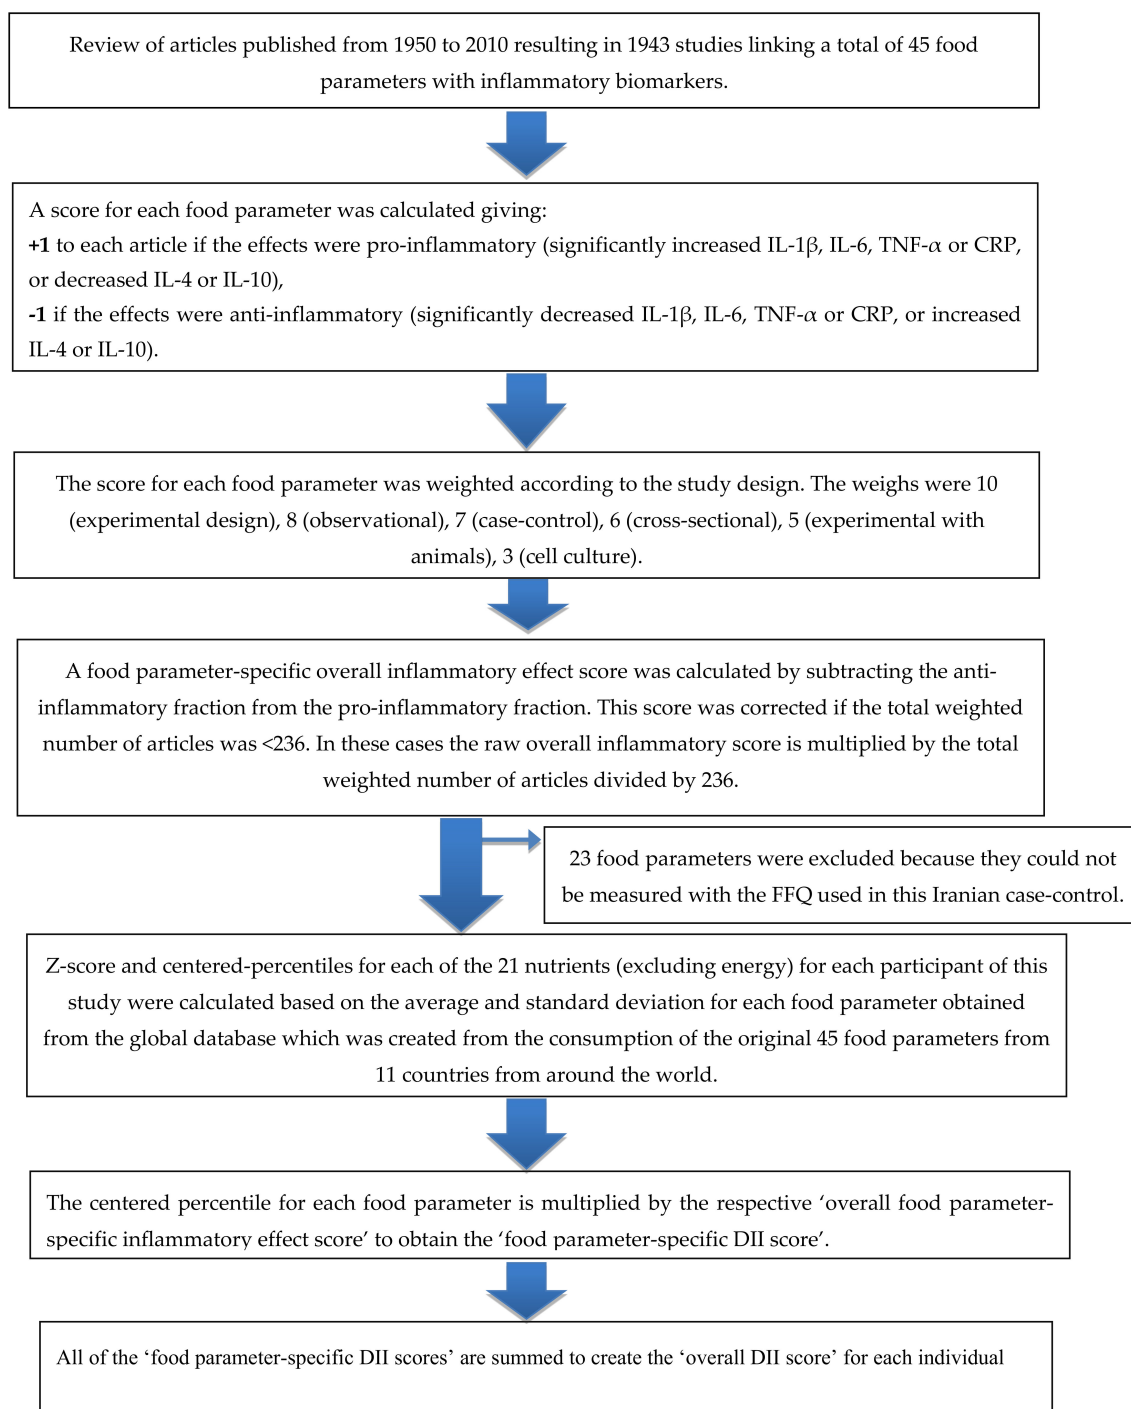 Review of articles published from 1950 to 2010 resulting in 1943 studies linking a total of 45 food
parameters with inflammatory biomarkers.
A score for each food parameter was calculated giving:
+1 to each article if the effects were pro-inflammatory (significantly increased IL-1β, IL-6, TNF-α or CRP,
or decreased IL-4 or IL-10),
-1 if the effects were anti-inflammatory (significantly decreased IL-1β, IL-6, TNF-α or CRP, or increased
IL-4 or IL-10).
The score for each food parameter was weighted according to the study design. The weighs were 10
(experimental design), 8 (observational), 7 (case-control), 6 (cross-sectional), 5 (experimental with
animals), 3 (cell culture).
A food parameter-specific overall inflammatory effect score was calculated by subtracting the anti-
inflammatory fraction from the pro-inflammatory fraction. This score was corrected if the total weighted
number of articles was <236. In these cases the raw overall inflammatory score is multiplied by the total
weighted number of articles divided by 236.
23 food parameters were excluded because they could not
be measured with the FFQ used in this Iranian case-control.
Z-score and centered-percentiles for each of the 21 nutrients (excluding energy) for each participant of this
study were calculated based on the average and standard deviation for each food parameter obtained
from the global database which was created from the consumption of the original 45 food parameters from
11 countries from around the world.
The centered percentile for each food parameter is multiplied by the respective ‘overall food parameter-
specific inflammatory effect score’ to obtain the ‘food parameter-specific DII score’.
All of the ‘food parameter-specific DII scores’ are summed to create the ‘overall DII score’ for each individual